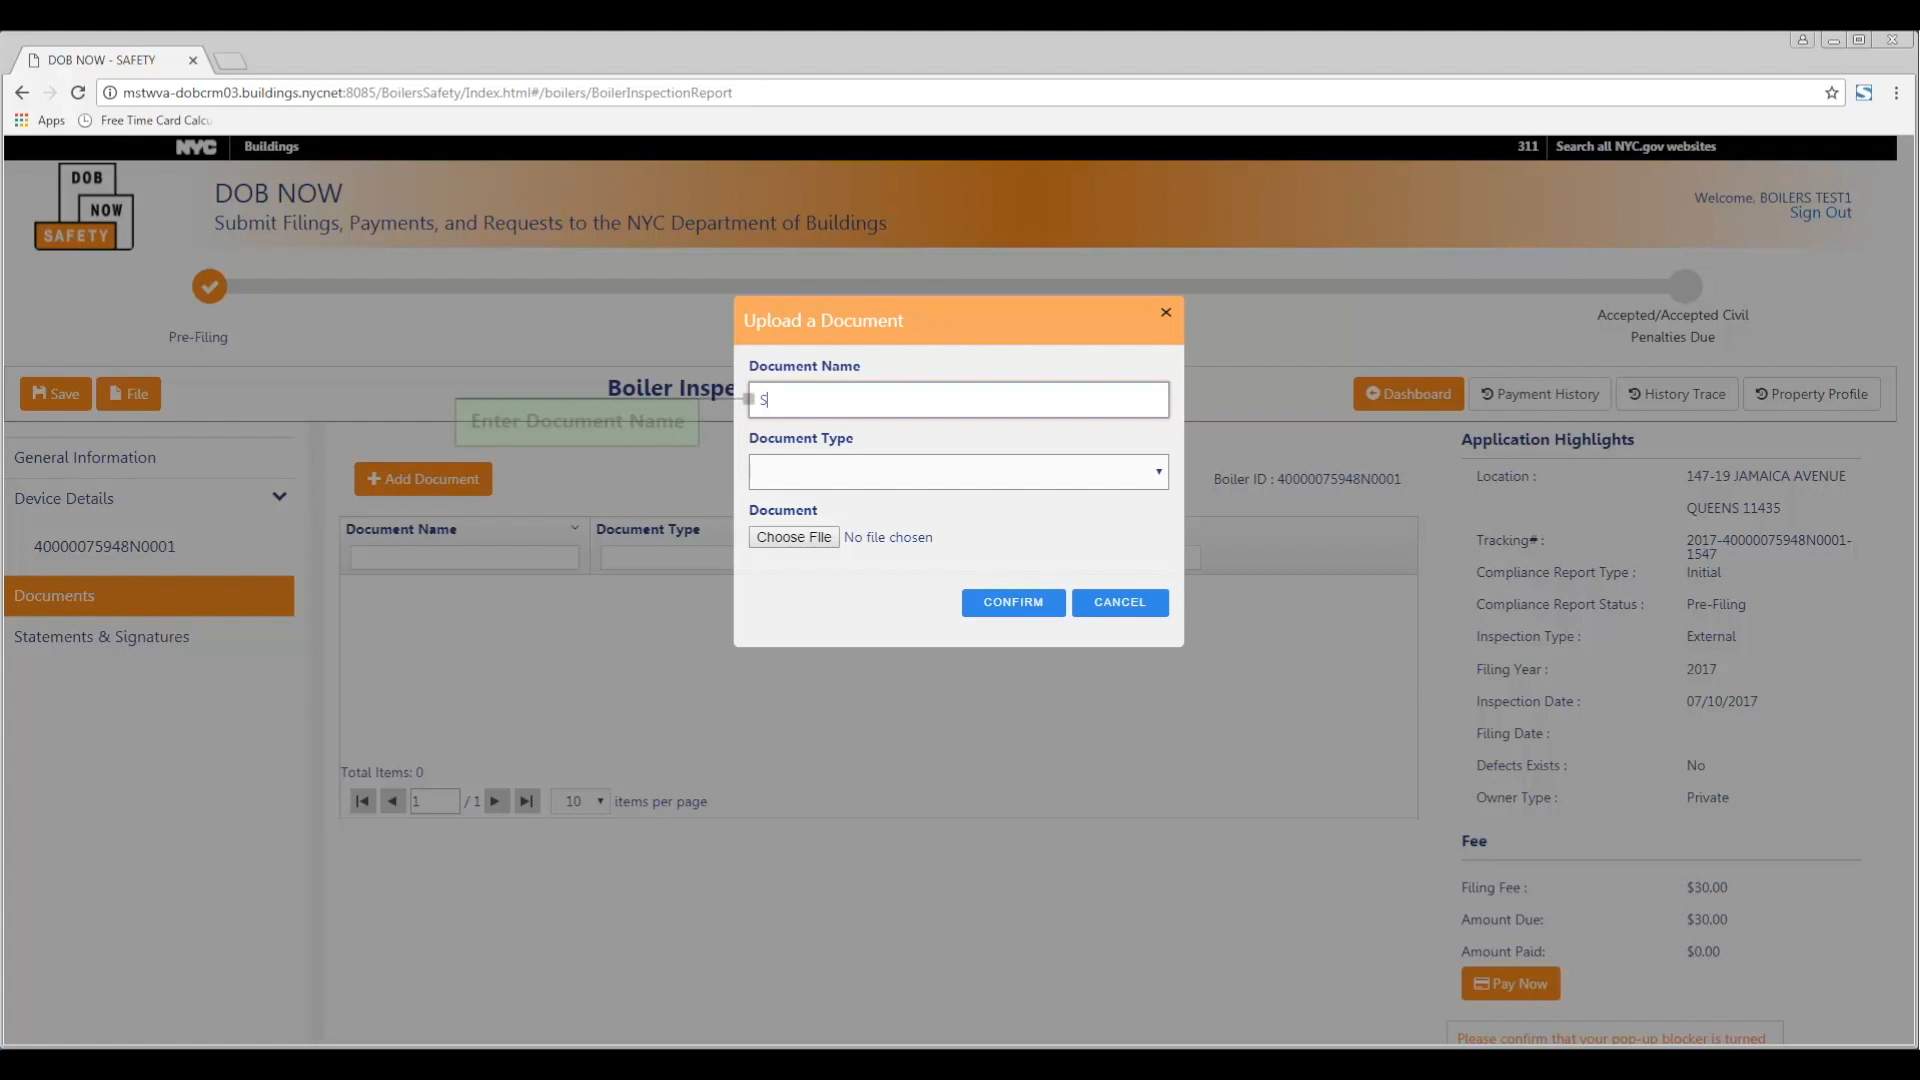 DOB NOW - SAFETY
mstwva-dobcrm03.buildings.nycnet:8085/BoilersSafety/Index.html#/boilers/BoilerInspectionReport
Apps Free Time Card Calcu
NYC Buildings 311 Search all NYC.gov websites
DOB
NOW
SAFETY
DOB NOW
Submit Filings, Payments, and Requests to the NYC Department of Buildings
Welcome, BOILERS TEST1
Sign Out
Pre-Filing
Accepted/Accepted Civil
Penalties Due
Save File
Boiler Inspe
Dashboard Payment History History Trace Property Profile
Enter Document Name
General Information
Device Details
40000075948N0001
Documents
Statements & Signatures
Add Document
Boiler ID : 40000075948N0001
Document Name Document Type
Total Items: 0
1 / 1 10 items per page
Upload a Document
Document Name
S
Document Type
Document
Choose File No file chosen
CONFIRM CANCEL
Application Highlights
Location : 147-19 JAMAICA AVENUE
QUEENS 11435
Tracking# : 2017-40000075948N0001-
1547
Compliance Report Type : Initial
Compliance Report Status : Pre-Filing
Inspection Type : External
Filing Year : 2017
Inspection Date : 07/10/2017
Filing Date :
Defects Exists : No
Owner Type : Private
Fee
Filing Fee : $30.00
Amount Due: $30.00
Amount Paid: $0.00
Pay Now
Please confirm that your pop-up blocker is turned